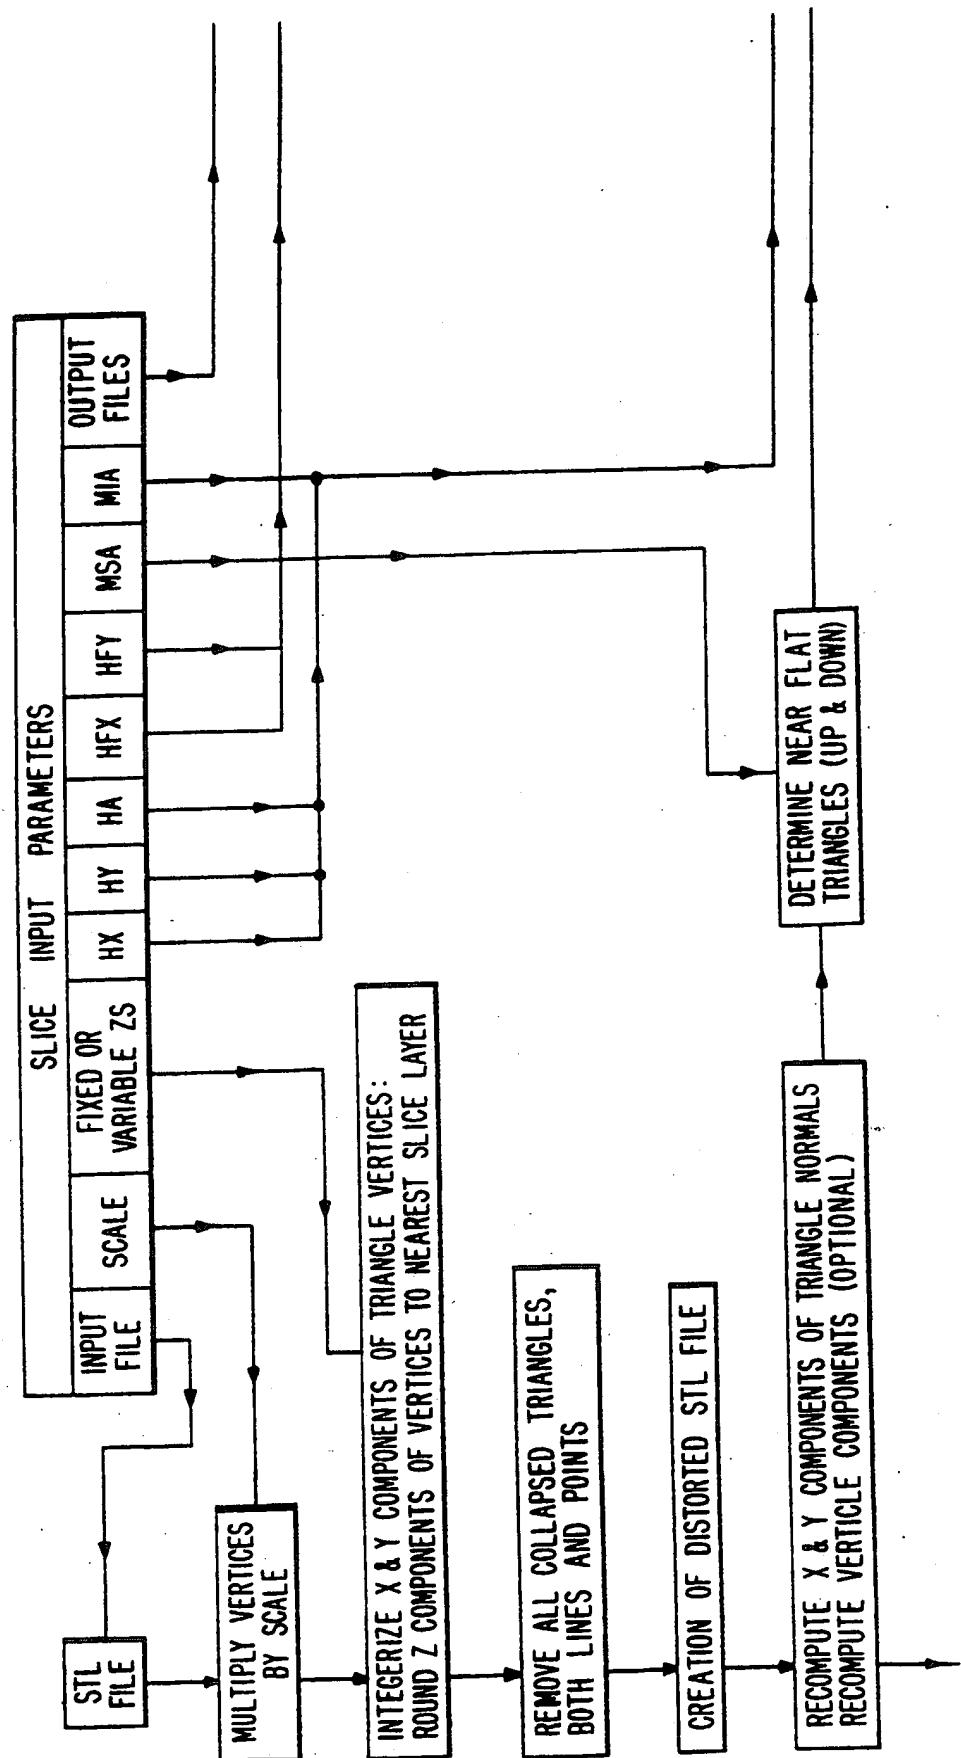 SLICE INPUT PARAMETERS
INPUT
FILE
SCALE
FIXED OR
VARIABLE ZS
HX
HY
HA
HFX
HFY
MSA
MIA
OUTPUT
FILES
STL
FILE
MULTIPLY VERTICES
BY SCALE
INTEGERIZE X & Y COMPONENTS OF TRIANGLE VERTICES:
ROUND Z COMPONENTS OF VERTICES TO NEAREST SLICE LAYER
REMOVE ALL COLLAPSED TRIANGLES,
BOTH LINES AND POINTS
CREATION OF DISTORTED STL FILE
RECOMPUTE X & Y COMPONENTS OF TRIANGLE NORMALS
RECOMPUTE VERTICLE COMPONENTS (OPTIONAL)
DETERMINE NEAR FLAT
TRIANGLES (UP & DOWN)